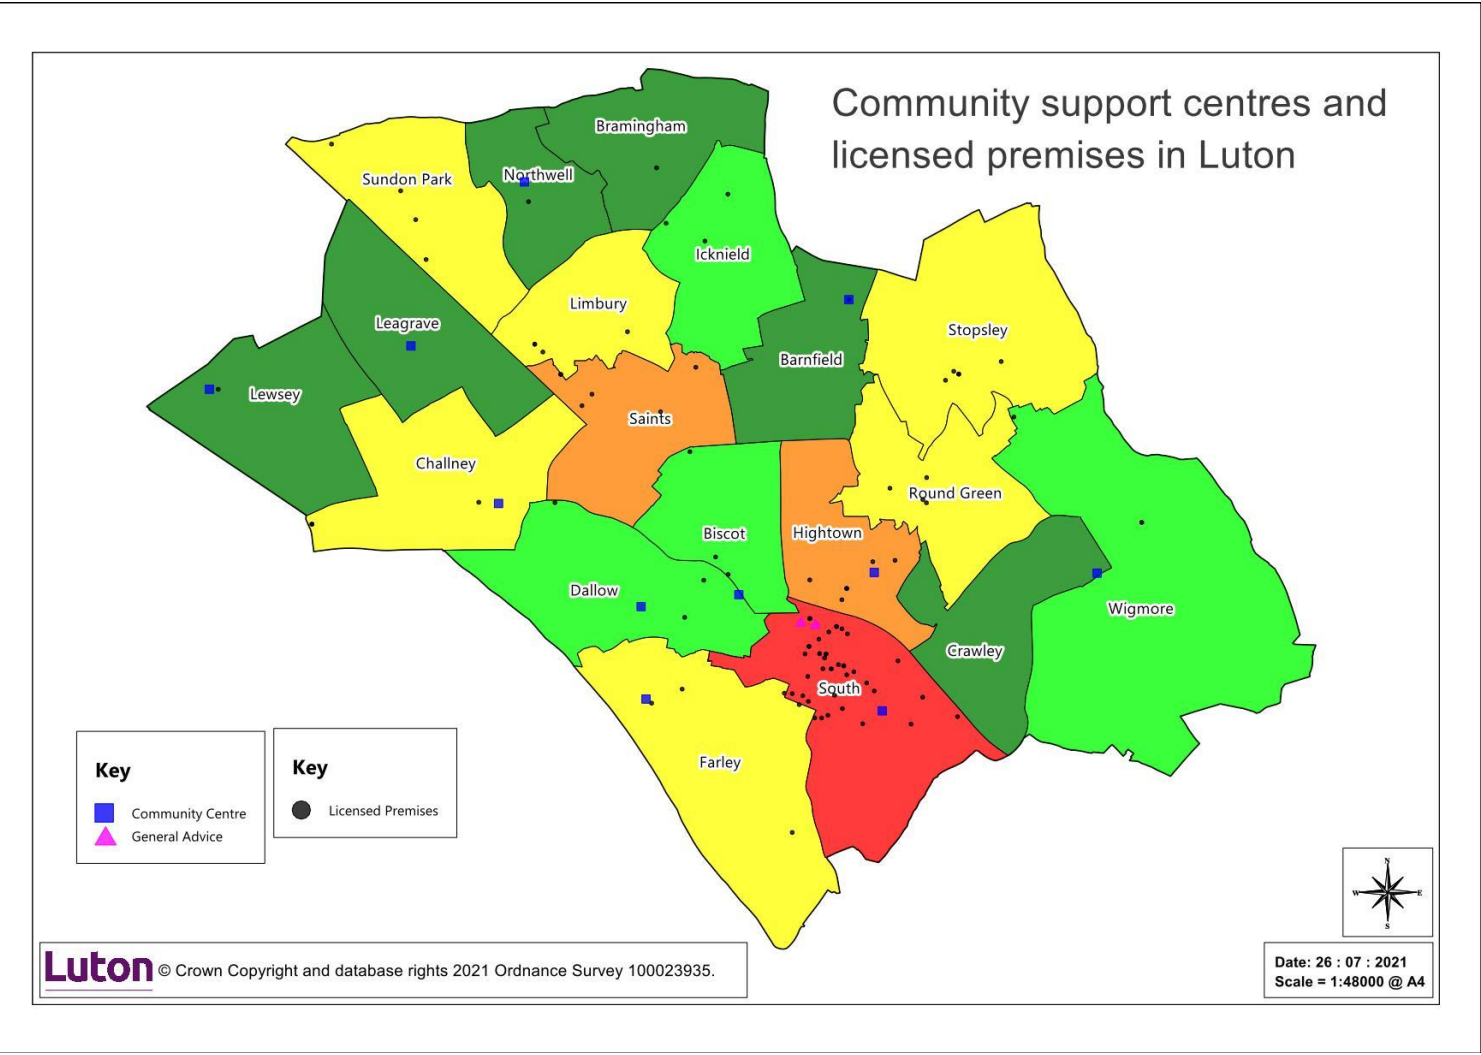 Community support centres and
licensed premises in Luton
Bramingham
Northwell
Sundon Park
Icknield
Limbury
Leagrave
Stopsley
Barnfield
Lewsey
Saints
Challney
Round Green
Biscot
Hightown
Dallow
Wigmore
Crawley
South
Farley
Key
Community Centre
General Advice
Key
Licensed Premises
N
W
E
S
Luton © Crown Copyright and database rights 2021 Ordnance Survey 100023935.
Date: 26 : 07 : 2021
Scale = 1:48000 @ A4